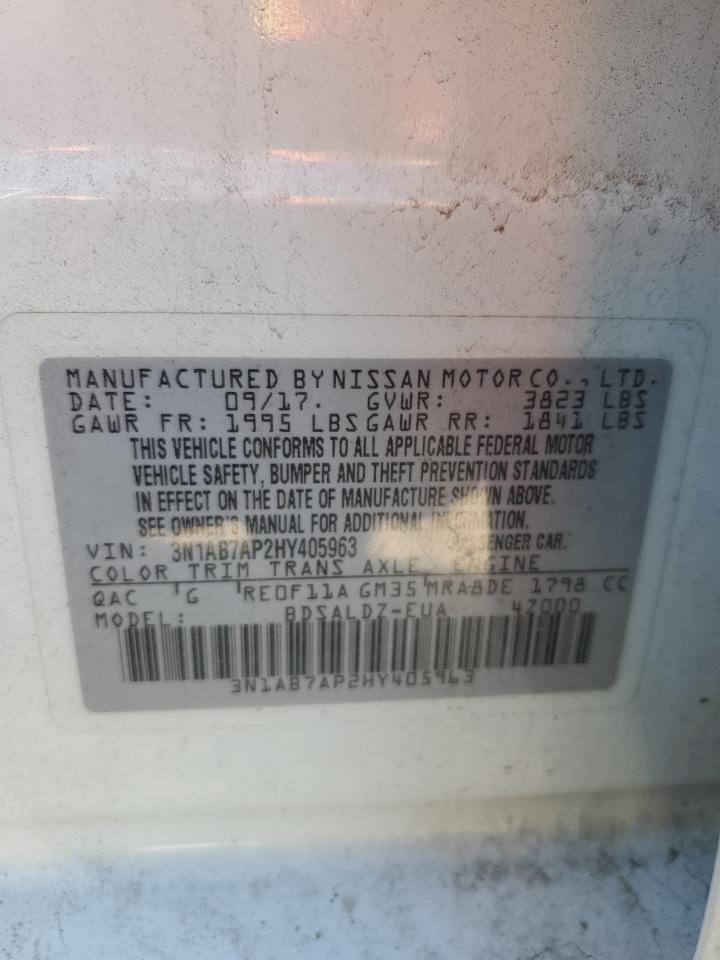 MANUFACTURED BY NISSAN MOTOR CO., LTD.
DATE: 09/17. GVWR: 3823 LBS
GAWR FR: 1995 LBS GAWR RR: 1841 LBS
THIS VEHICLE CONFORMS TO ALL APPLICABLE FEDERAL MOTOR
VEHICLE SAFETY, BUMPER AND THEFT PREVENTION STANDARDS
IN EFFECT ON THE DATE OF MANUFACTURE SHOWN ABOVE.
SEE OWNER'S MANUAL FOR ADDITIONAL INFORMATION.
VIN: 3N1AB7AP2HY405963 PASSENGER CAR.
COLOR TRIM TRANS AXLE ENGINE
QAC G RE0F11A GM35 MRA8DE 1798 CC
MODEL: BDSALDZ-EUA 47000
3N1AB7AP2HY405963